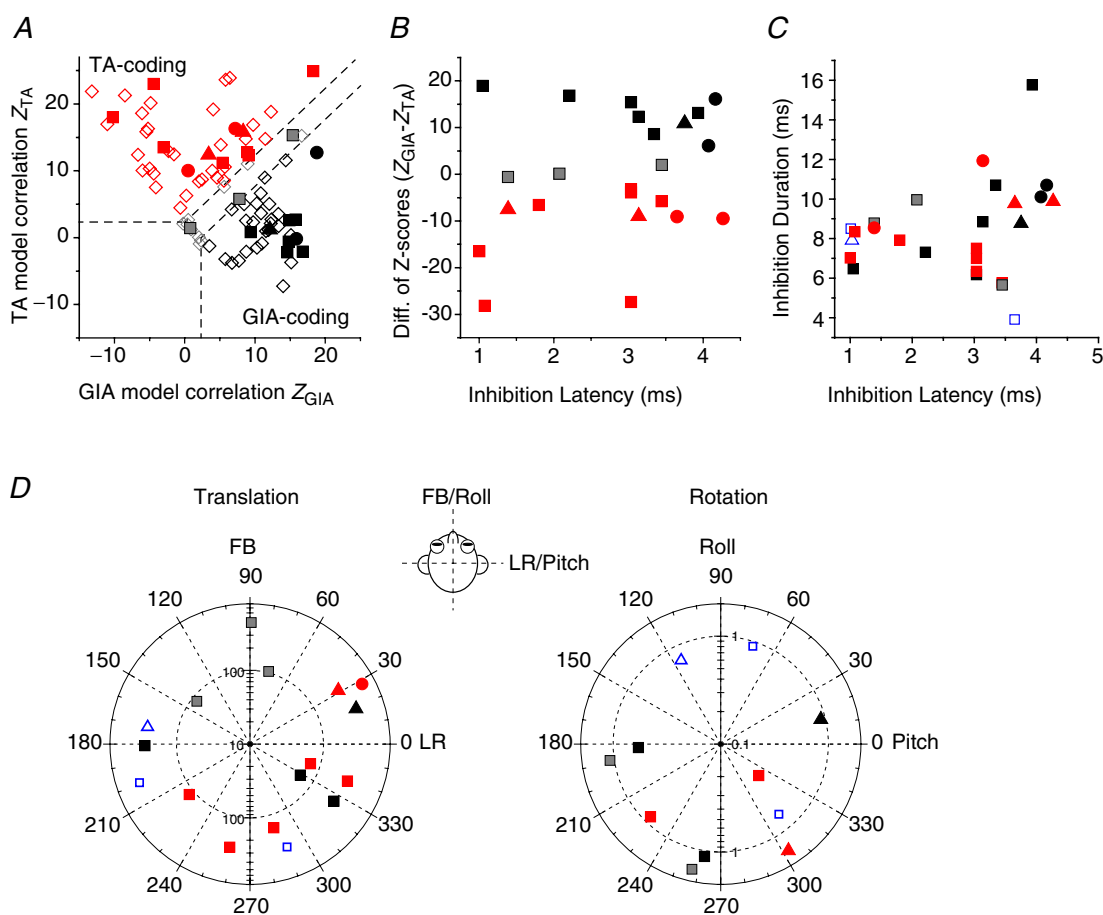 A
TA-coding
20
10
0
−10
TA model correlation ZTA
GIA-coding
−10 0 10 20
GIA model correlation ZGIA
B
20
10
0
-10
-20
-30
Diff. of Z-scores (ZGIA-ZTA)
1 2 3 4
Inhibition Latency (ms)
C
16
14
12
10
8
6
4
Inhibition Duration (ms)
1 2 3 4 5
Inhibition Latency (ms)
D
Translation
FB
90
120 60
150 30
180 0 LR
210 330
240 300
270
100
10
100
FB/Roll
LR/Pitch
Rotation
Roll
90
120 60
150 30
180 0 Pitch
210 330
240 300
270
1
0.1
1